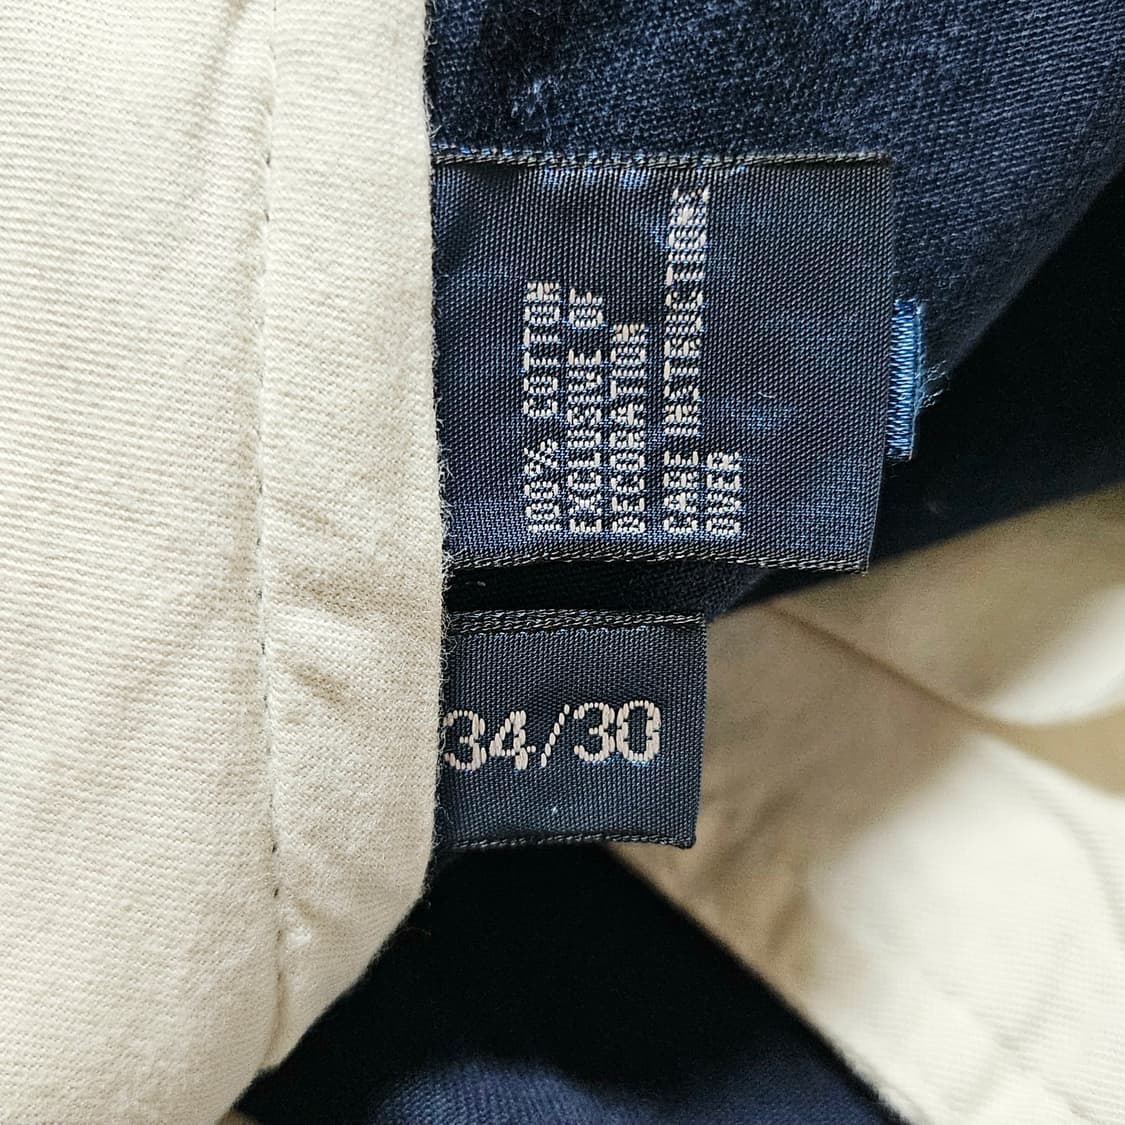 100% COTTON
EXCLUSIVE OF
DECORATION
CARE INSTRUCTIONS
OVER
34/30